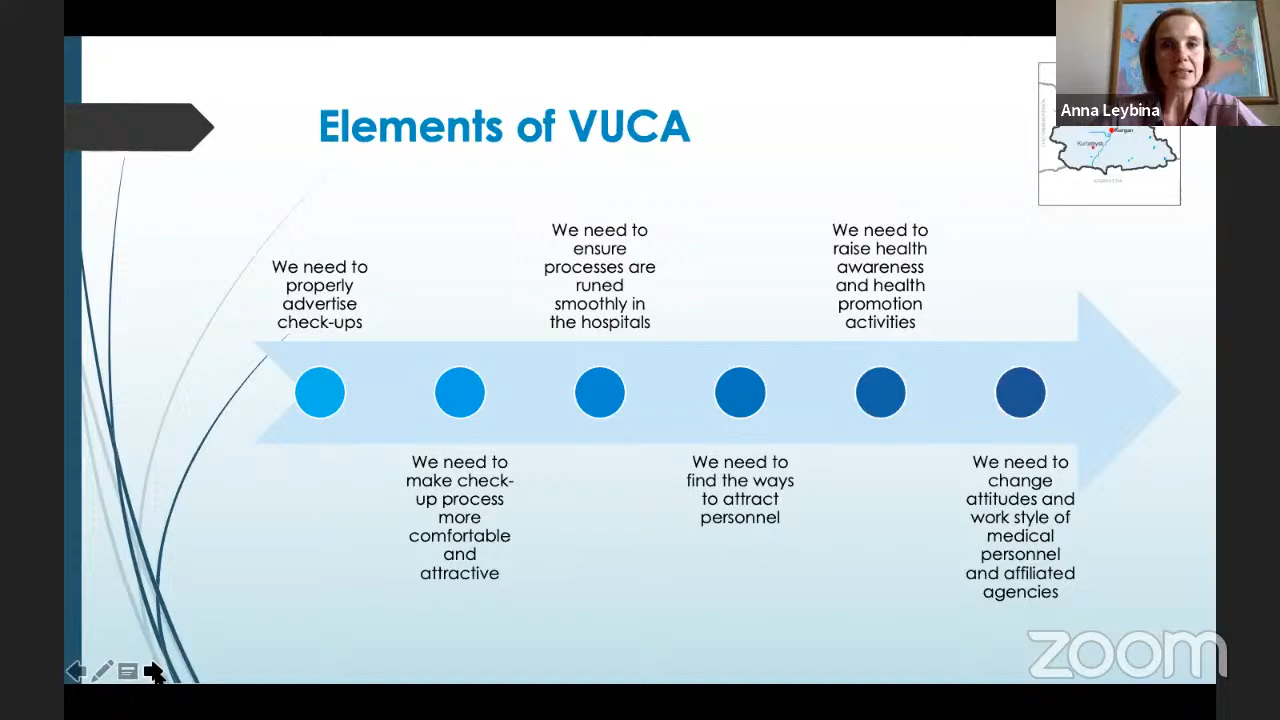 Elements of VUCA
Anna Leybina
Kurgan
Kurtamysh
KAZAKHSTAN
We need to
properly
advertise
check-ups
We need to
make check-
up process
more
comfortable
and
attractive
We need to
ensure
processes are
runed
smoothly in
the hospitals
We need to
find the ways
to attract
personnel
We need to
raise health
awareness
and health
promotion
activities
We need to
change
attitudes and
work style of
medical
personnel
and affiliated
agencies
zoom